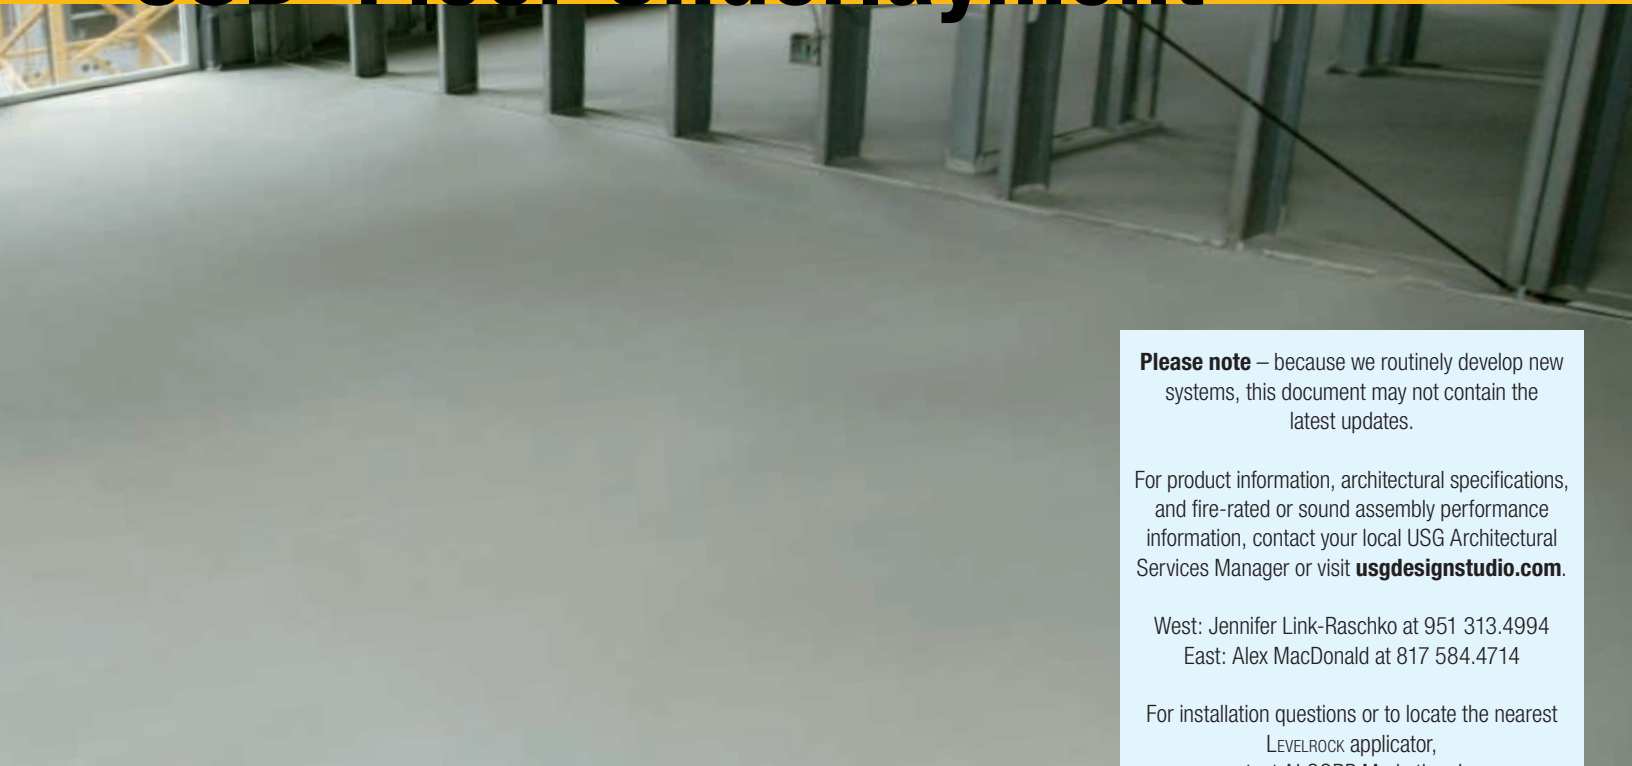 Floor Underlayment
Please note – because we routinely develop new
systems, this document may not contain the
latest updates.
For product information, architectural specifications,
and fire-rated or sound assembly performance
information, contact your local USG Architectural
Services Manager or visit usgdesignstudio.com.
West: Jennifer Link-Raschko at 951 313.4994
East: Alex MacDonald at 817 584.4714
For installation questions or to locate the nearest
LEVELROCK applicator,